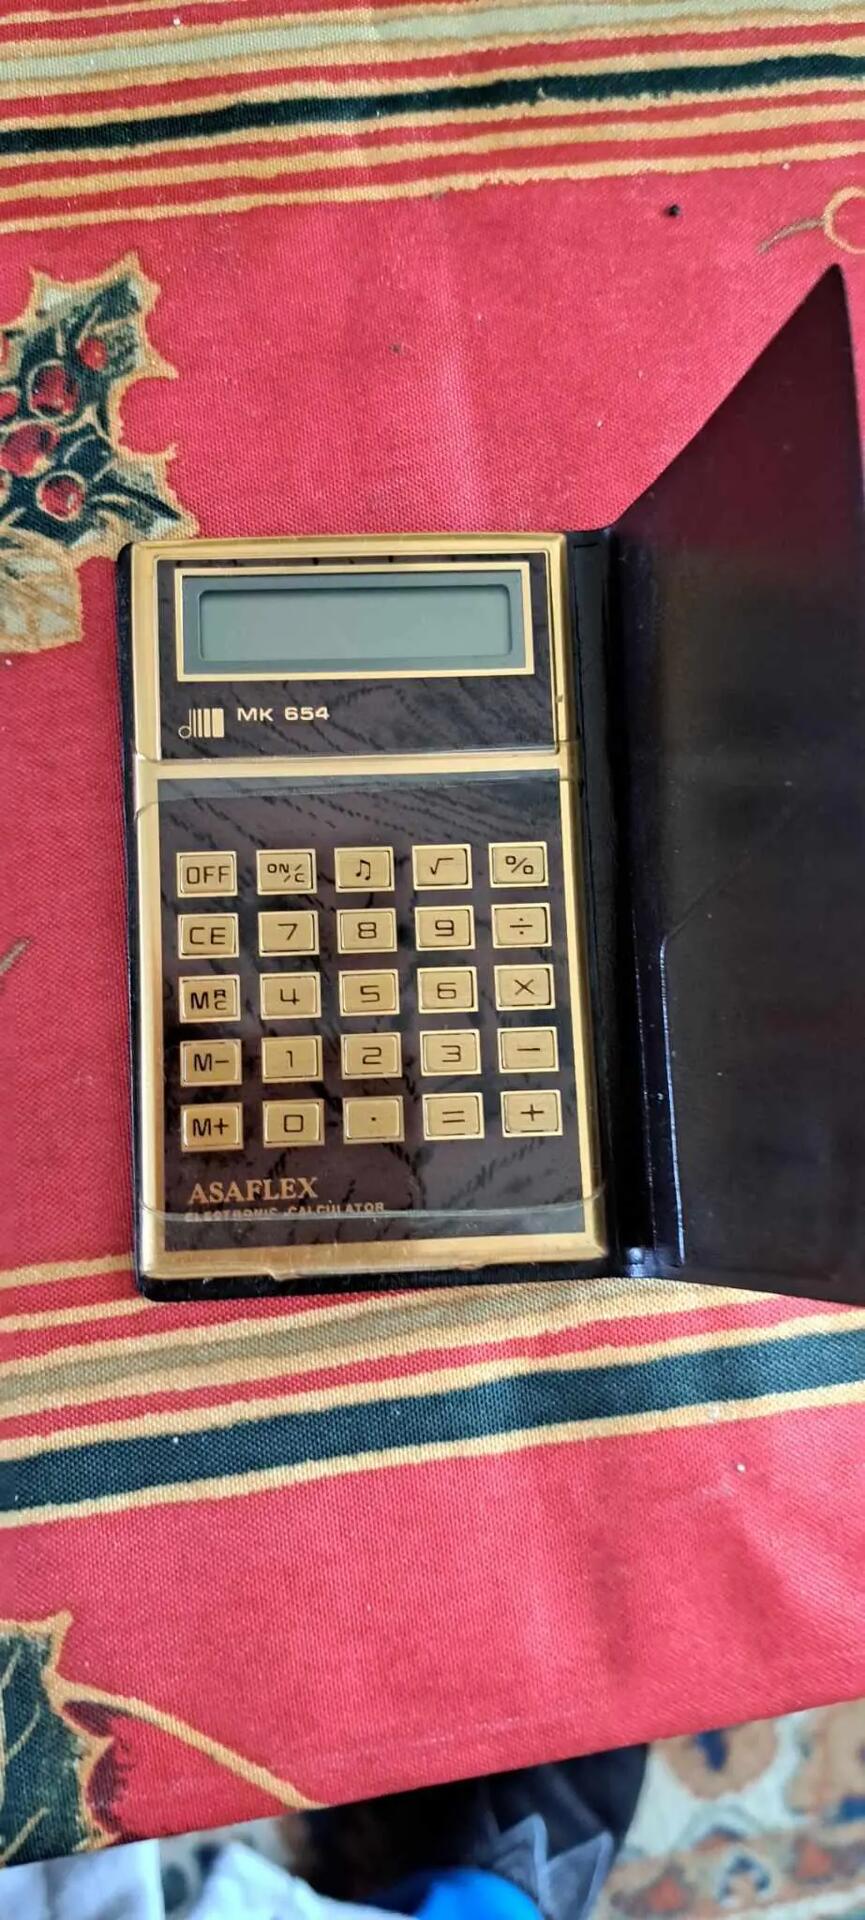 MK 654
OFF ON/C ♫ √ %
CE 7 8 9 ÷
MRC 4 5 6 ×
M− 1 2 3 −
M+ 0 . = +
ASAFLEX
ELECTRONIC CALCULATOR